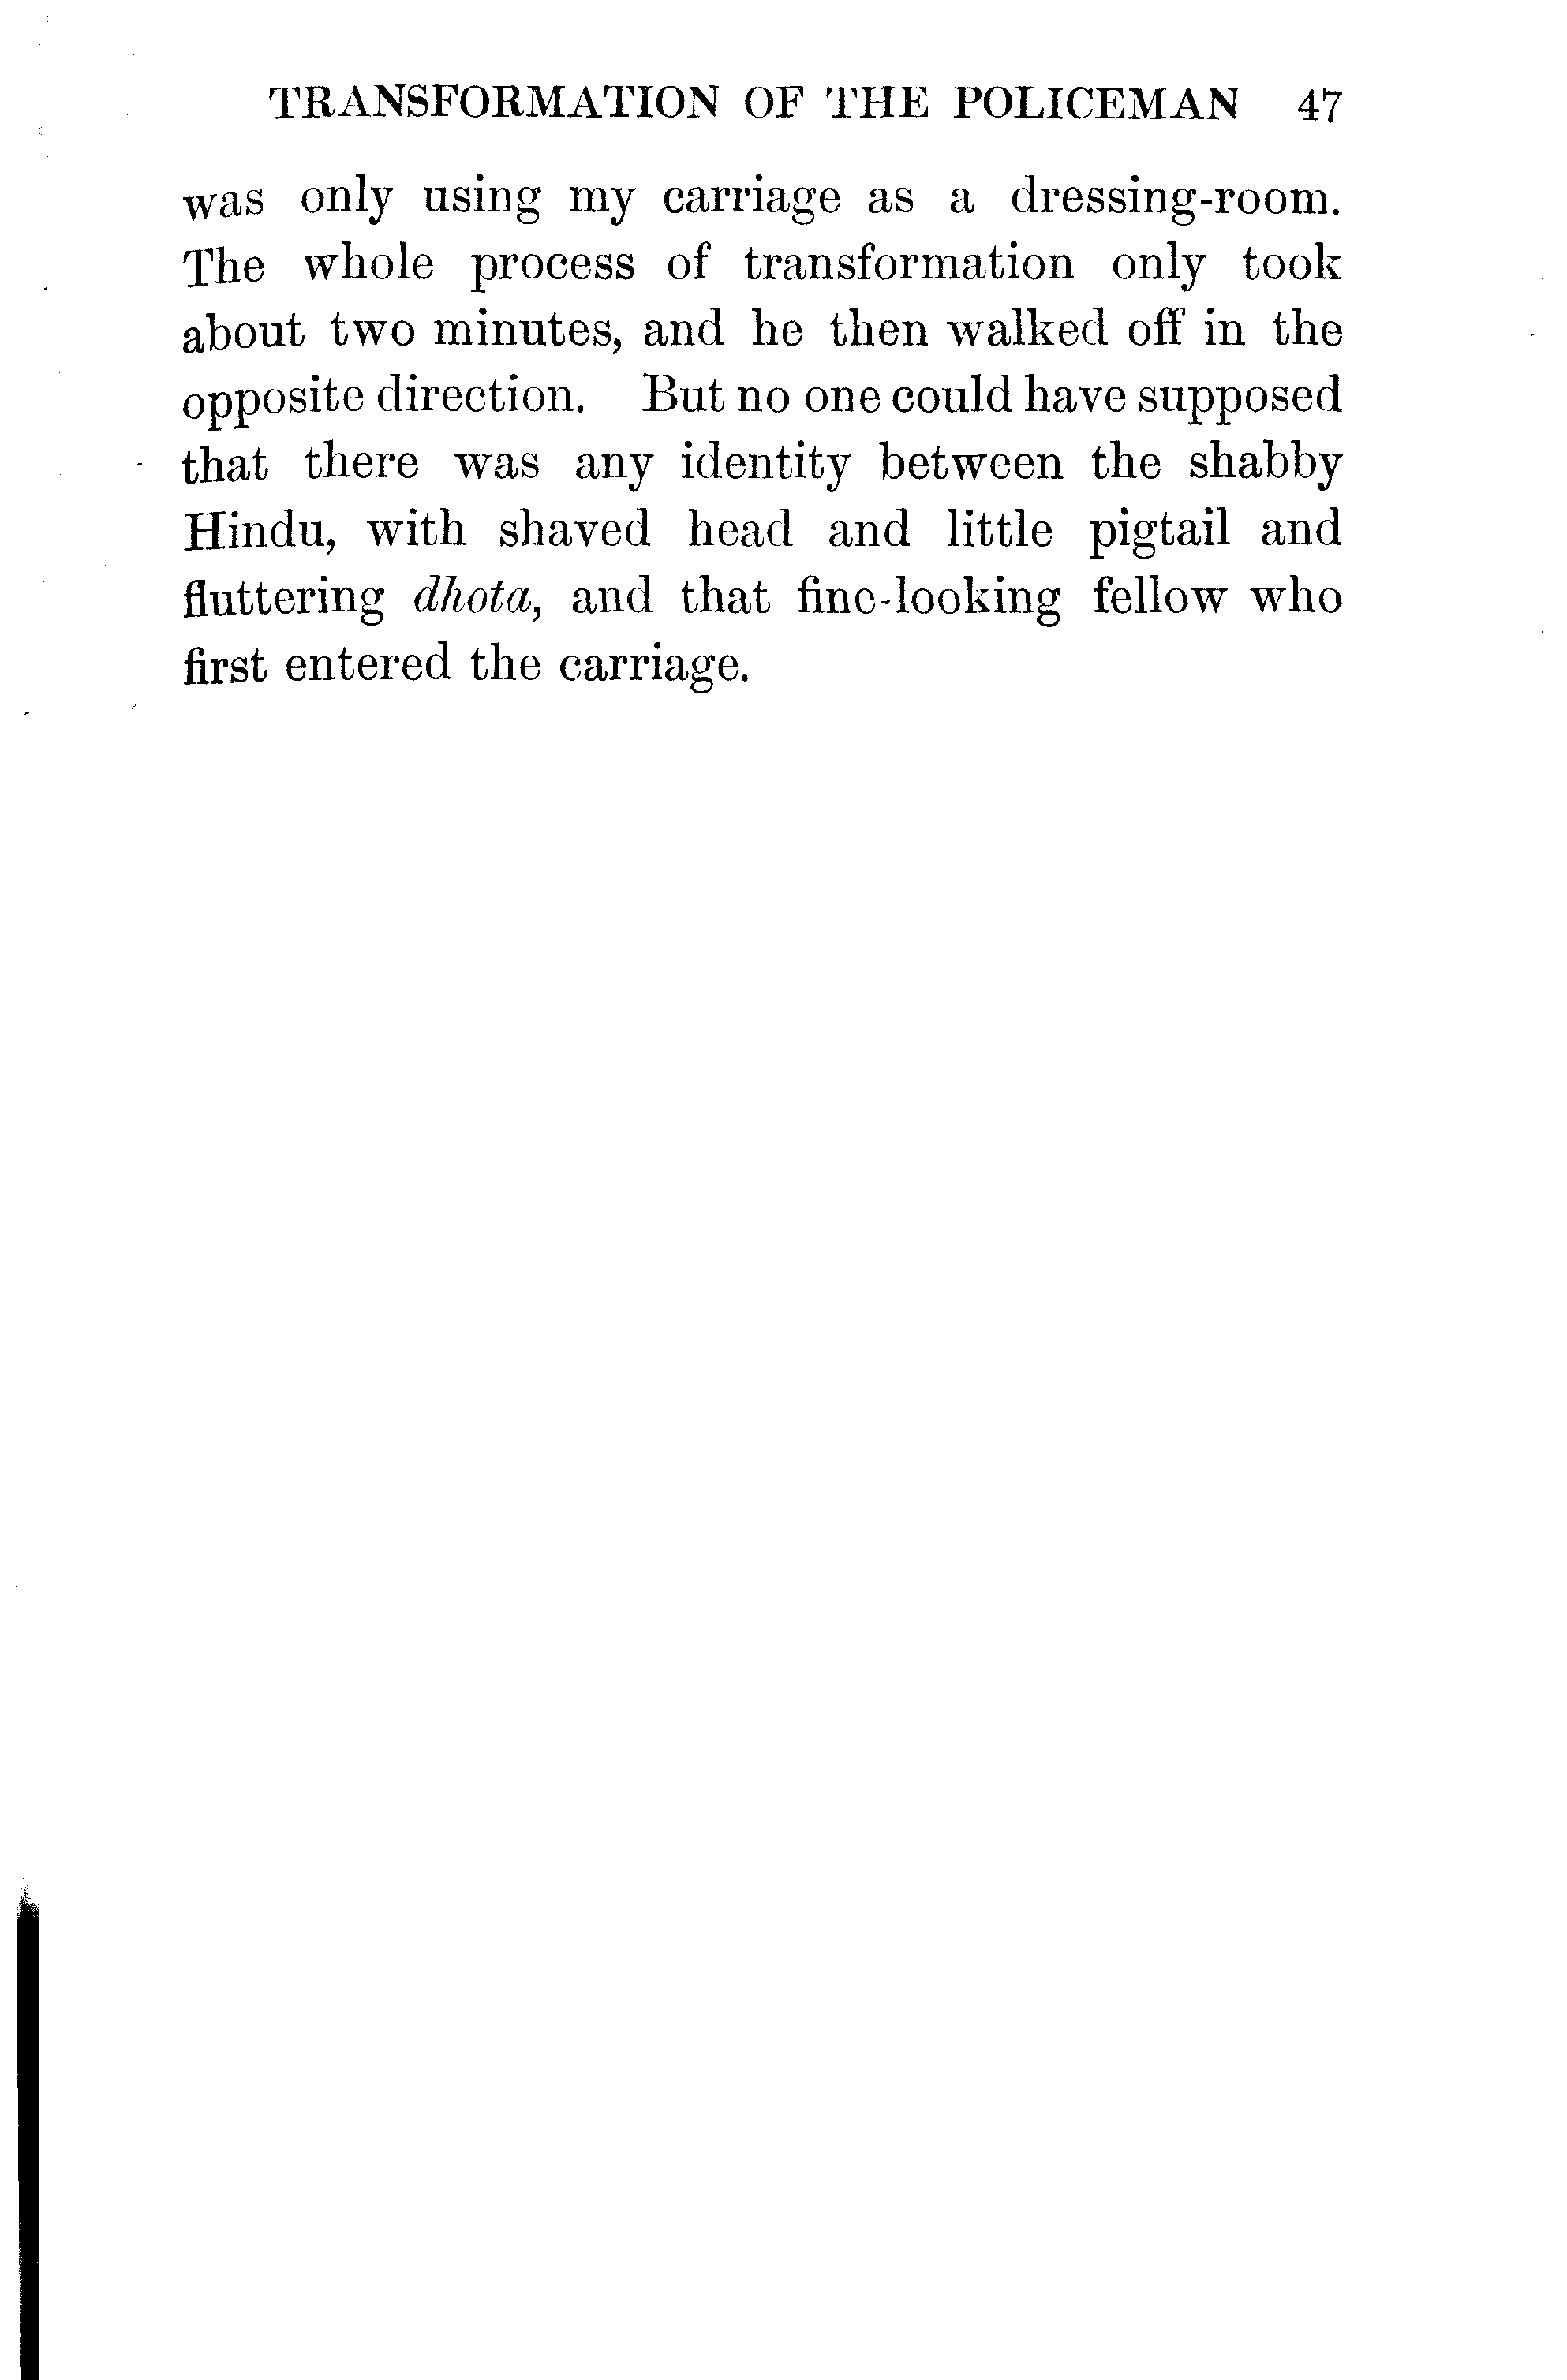 TRANSFORMATION OF THE POLICEMAN 47
was only using my carriage as a dressing-room.
The whole process of transformation only took
about two minutes, and he then walked off in the
opposite direction. But no one could have supposed
that there was any identity between the shabby
Hindu, with shaved head and little pigtail and
fluttering dhota, and that fine-looking fellow who
first entered the carriage.